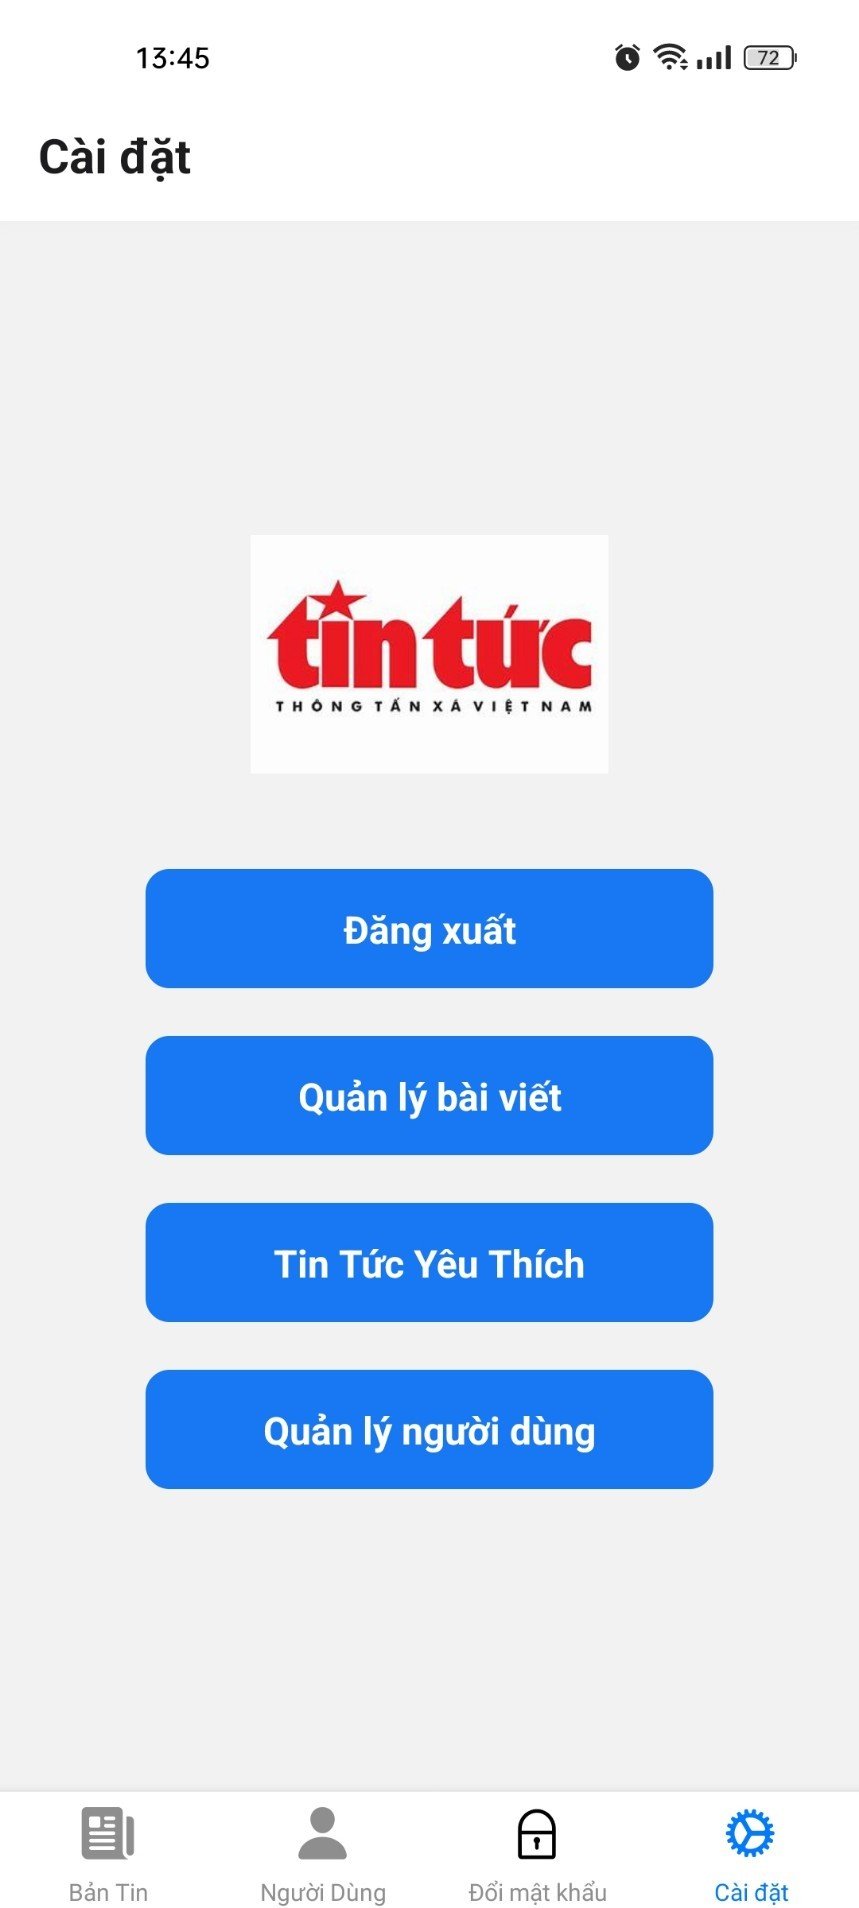 13:45
72
Cài đặt
tin tức
THÔNG TẤN XÃ VIỆT NAM
Đăng xuất
Quản lý bài viết
Tin Tức Yêu Thích
Quản lý người dùng
Bản Tin
Người Dùng
Đổi mật khẩu
Cài đặt